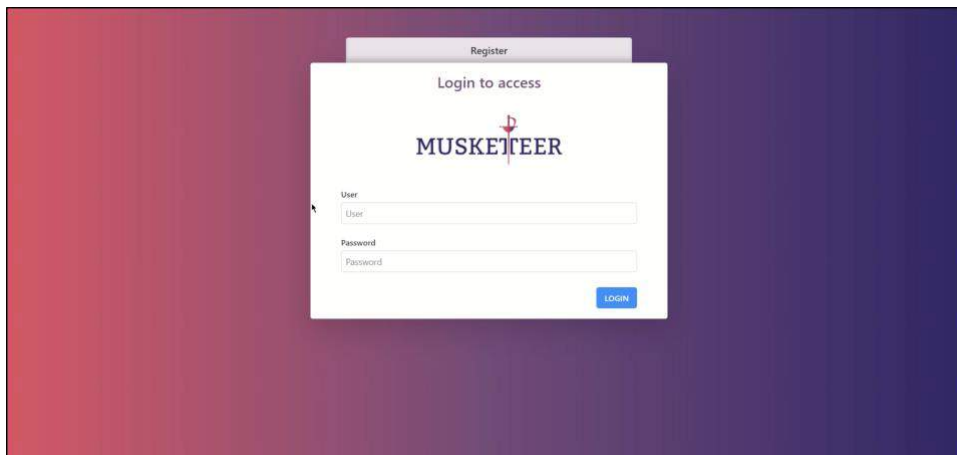 Register
Login to access
MUSKETEER
User
User
Password
Password
LOGIN